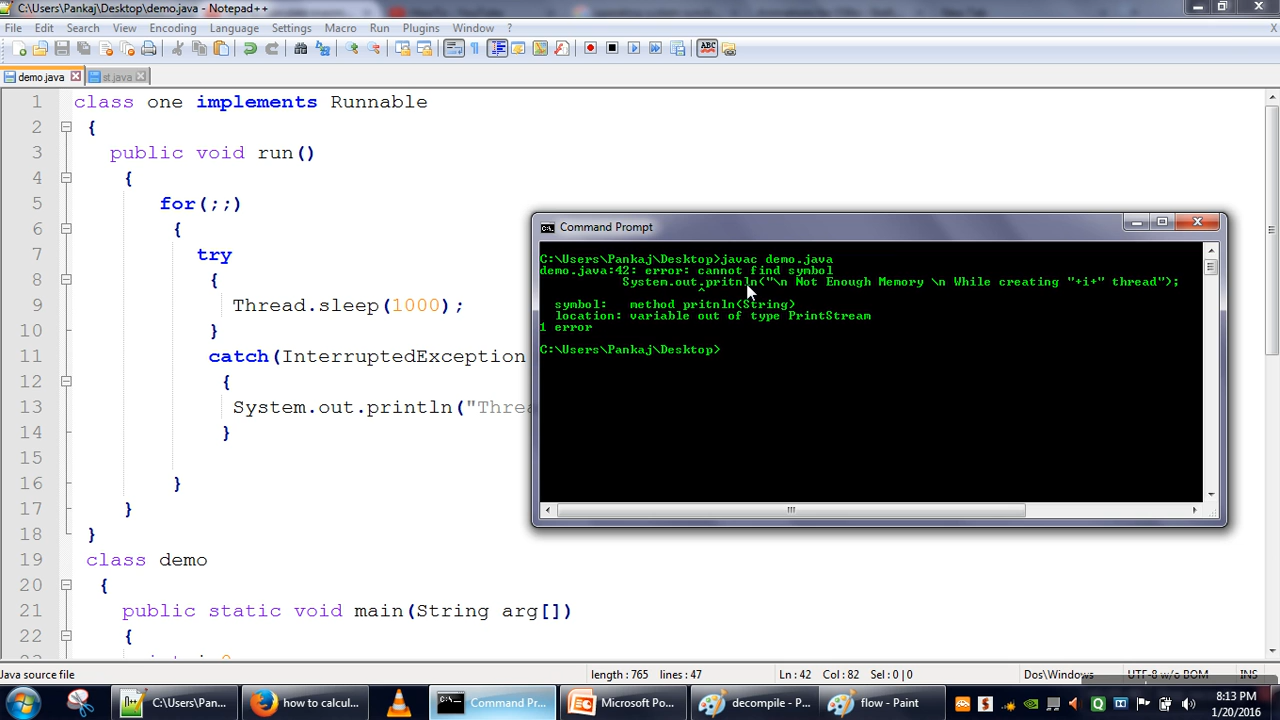 C:\Users\Pankaj\Desktop\demo.java - Notepad++
File Edit Search View Encoding Language Settings Macro Run Plugins Window ? X
ABC
demo.java st.java
1 class one implements Runnable
2 {
3 public void run()
4 {
5 for(;;)
6 {
7 try
8 {
9 Thread.sleep(1000);
10 }
11 catch(InterruptedException
12 {
13 System.out.println("Threa
14 }
15
16 }
17 }
18 }
19 class demo
20 {
21 public static void main(String arg[])
22 {
Command Prompt
C:\Users\Pankaj\Desktop>javac demo.java
demo.java:42: error: cannot find symbol
System.out.pritnln("\n Not Enough Memory \n While creating "+i+" thread");
^
symbol: method pritnln(String)
location: variable out of type PrintStream
1 error
C:\Users\Pankaj\Desktop>
Java source file length : 765 lines : 47 Ln : 42 Col : 82 Sel : 0 | 0 Dos\Windows UTF-8 w/o BOM INS
C:\Users\Pan... how to calcul... Command Pr... Microsoft Po... decompile - P... flow - Paint
8:13 PM
1/20/2016